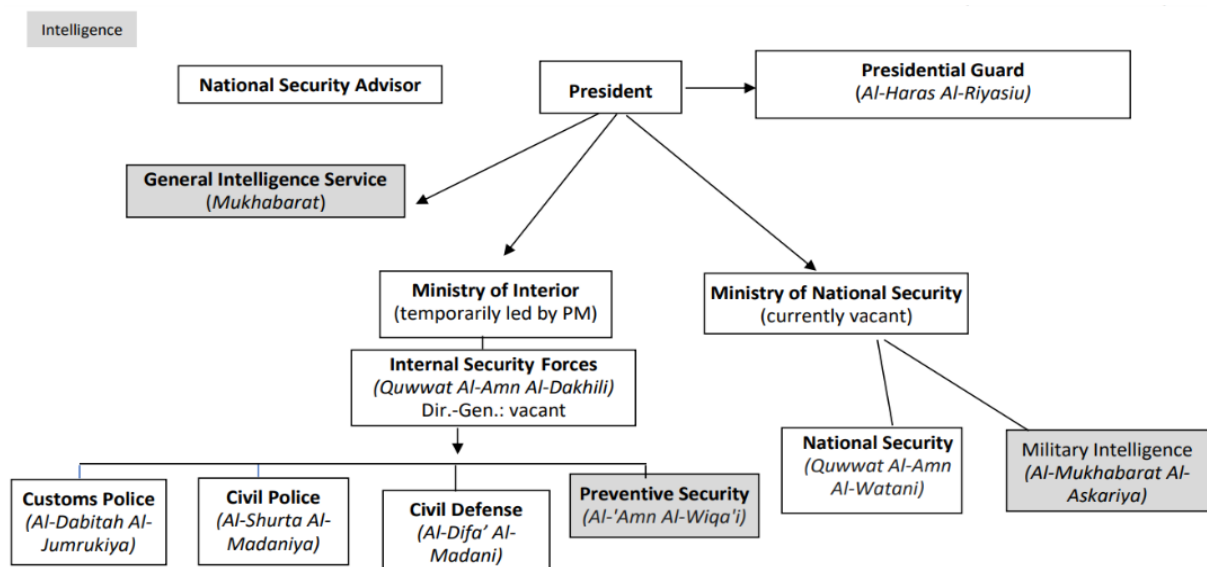 Intelligence
National Security Advisor
President
Presidential Guard
(Al-Haras Al-Riyasiu)
General Intelligence Service
(Mukhabarat)
Ministry of Interior
(temporarily led by PM)
Ministry of National Security
(currently vacant)
Internal Security Forces
(Quwwat Al-Amn Al-Dakhili)
Dir.-Gen.: vacant
National Security
(Quwwat Al-Amn
Al-Watani)
Military Intelligence
(Al-Mukhabarat Al-
Askariya)
Customs Police
(Al-Dabitah Al-
Jumrukiya)
Civil Police
(Al-Shurta Al-
Madaniya)
Civil Defense
(Al-Difa’ Al-
Madani)
Preventive Security
(Al-'Amn Al-Wiqa'i)